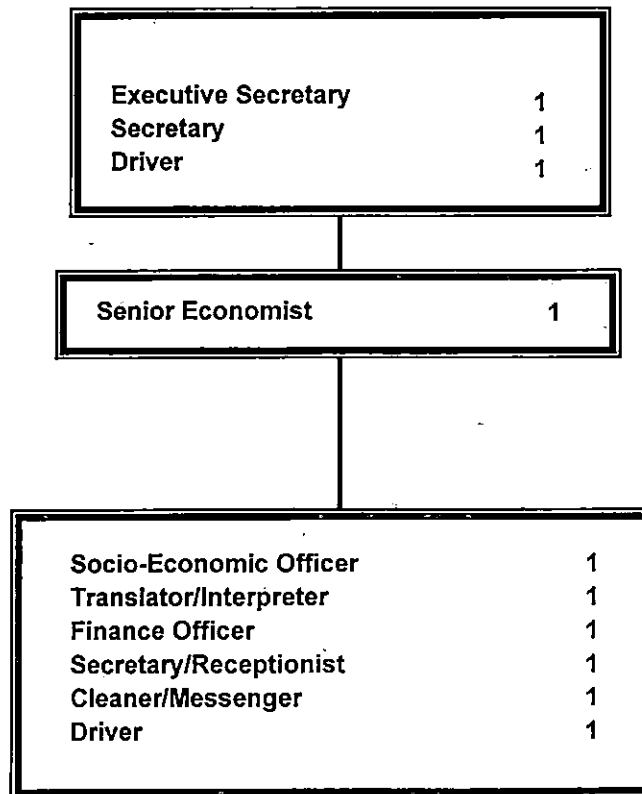 Executive Secretary 1
Secretary 1
Driver 1
Senior Economist 1
Socio-Economic Officer 1
Translator/Interpreter 1
Finance Officer 1
Secretary/Receptionist 1
Cleaner/Messenger 1
Driver 1